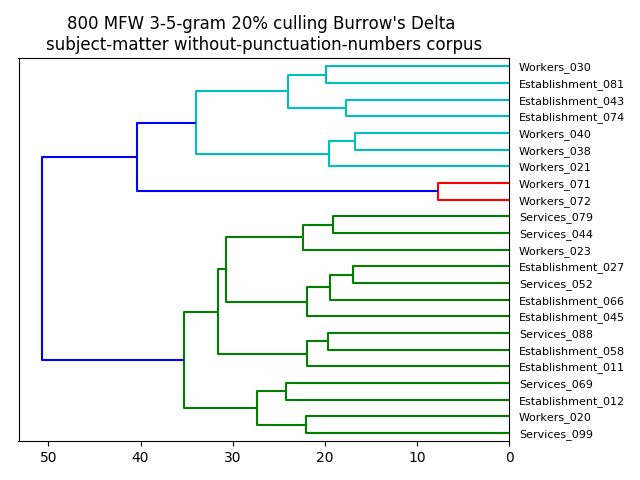 800 MFW 3-5-gram 20% culling Burrow's Delta
subject-matter without-punctuation-numbers corpus
Workers_030
Establishment_081
Establishment_043
Establishment_074
Workers_040
Workers_038
Workers_021
Workers_071
Workers_072
Services_079
Services_044
Workers_023
Establishment_027
Services_052
Establishment_066
Establishment_045
Services_088
Establishment_058
Establishment_011
Services_069
Establishment_012
Workers_020
Services_099
50 40 30 20 10 0